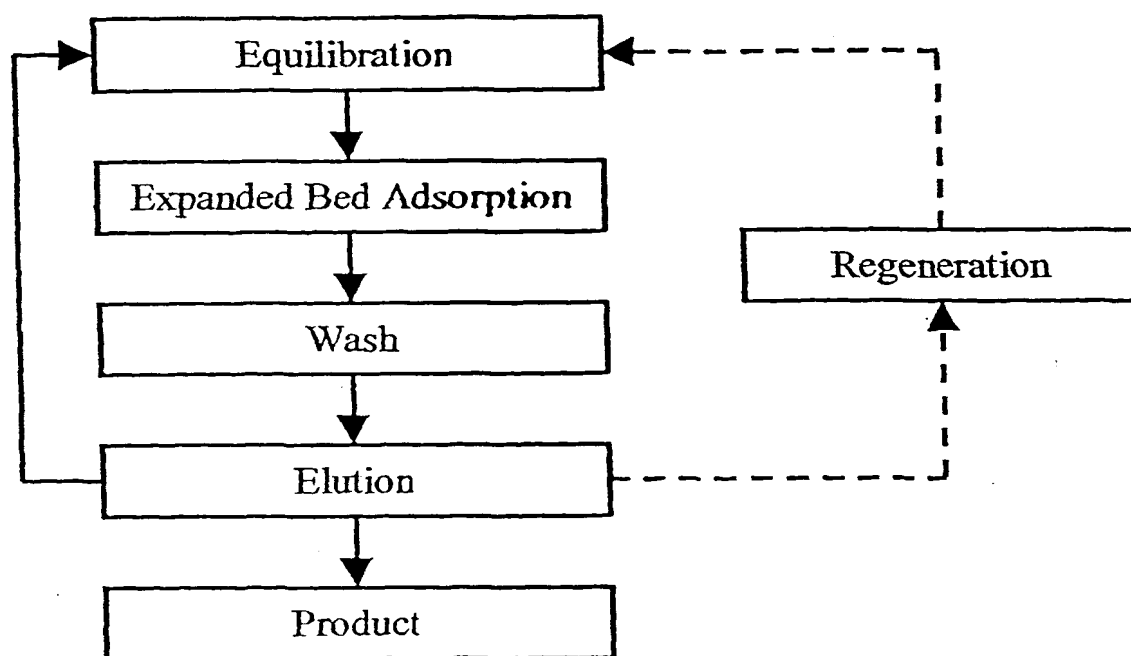 Equilibration
Expanded Bed Adsorption
Regeneration
Wash
Elution
Product